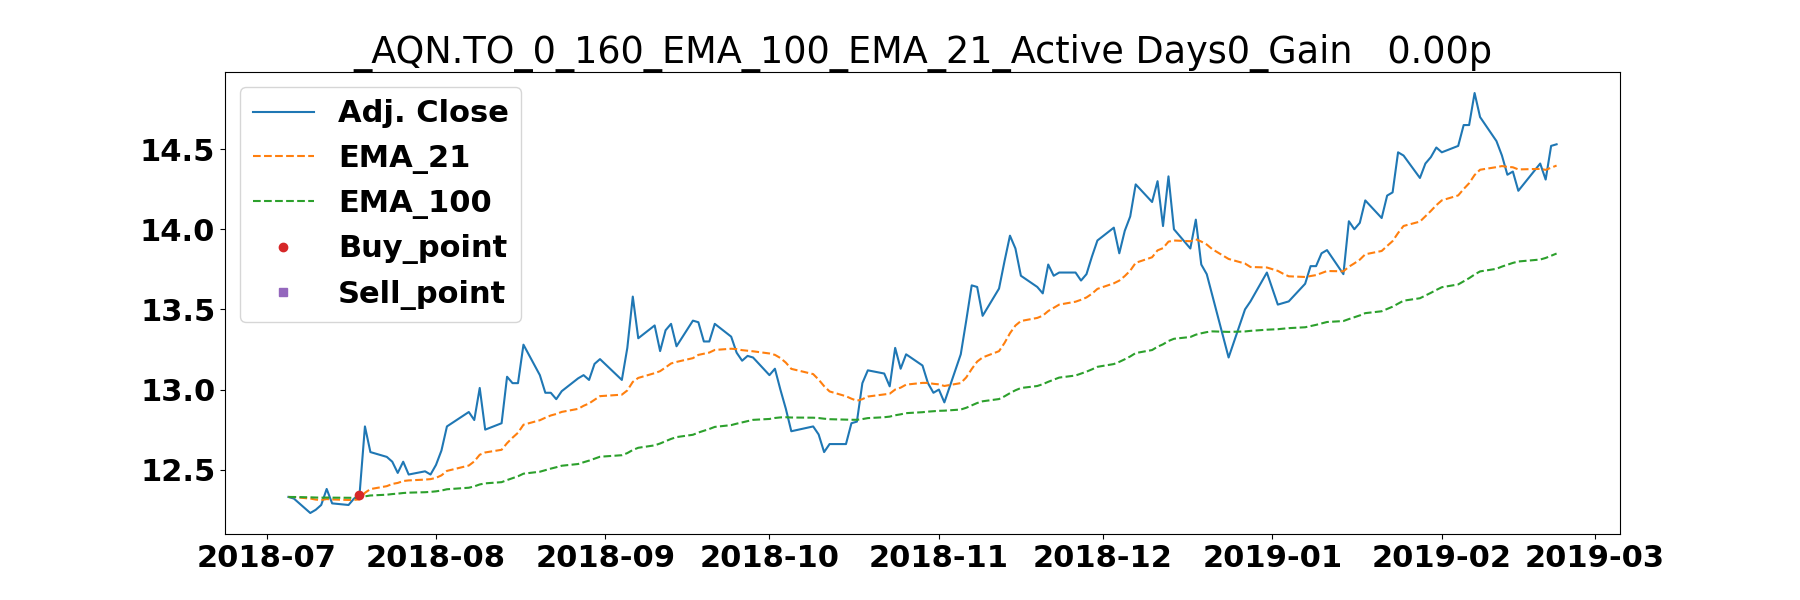 _AQN.TO_0_160_EMA_100_EMA_21_Active Days0_Gain   0.00p
Adj. Close
EMA_21
EMA_100
Buy_point
Sell_point
14.5
14.0
13.5
13.0
12.5
2018-07 2018-08 2018-09 2018-10 2018-11 2018-12 2019-01 2019-02 2019-03